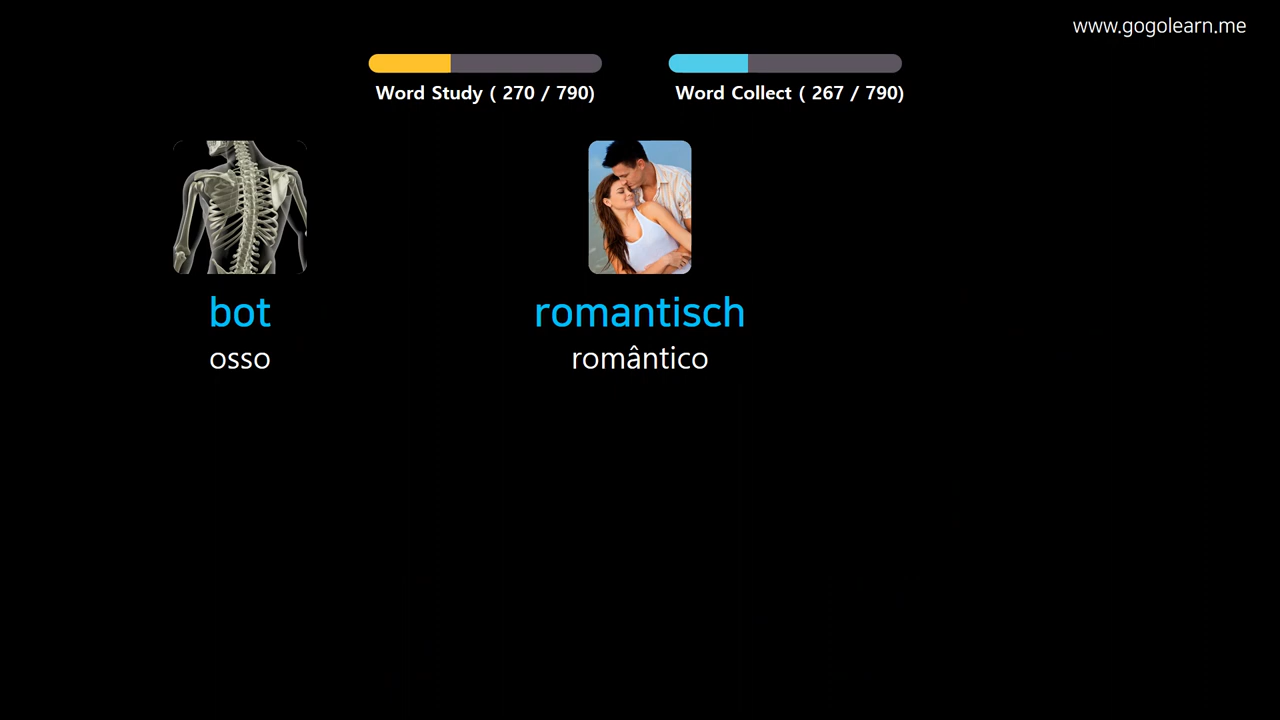 www.gogolearn.me
Word Study ( 270 / 790)
Word Collect ( 267 / 790)
bot
romantisch
osso
romântico